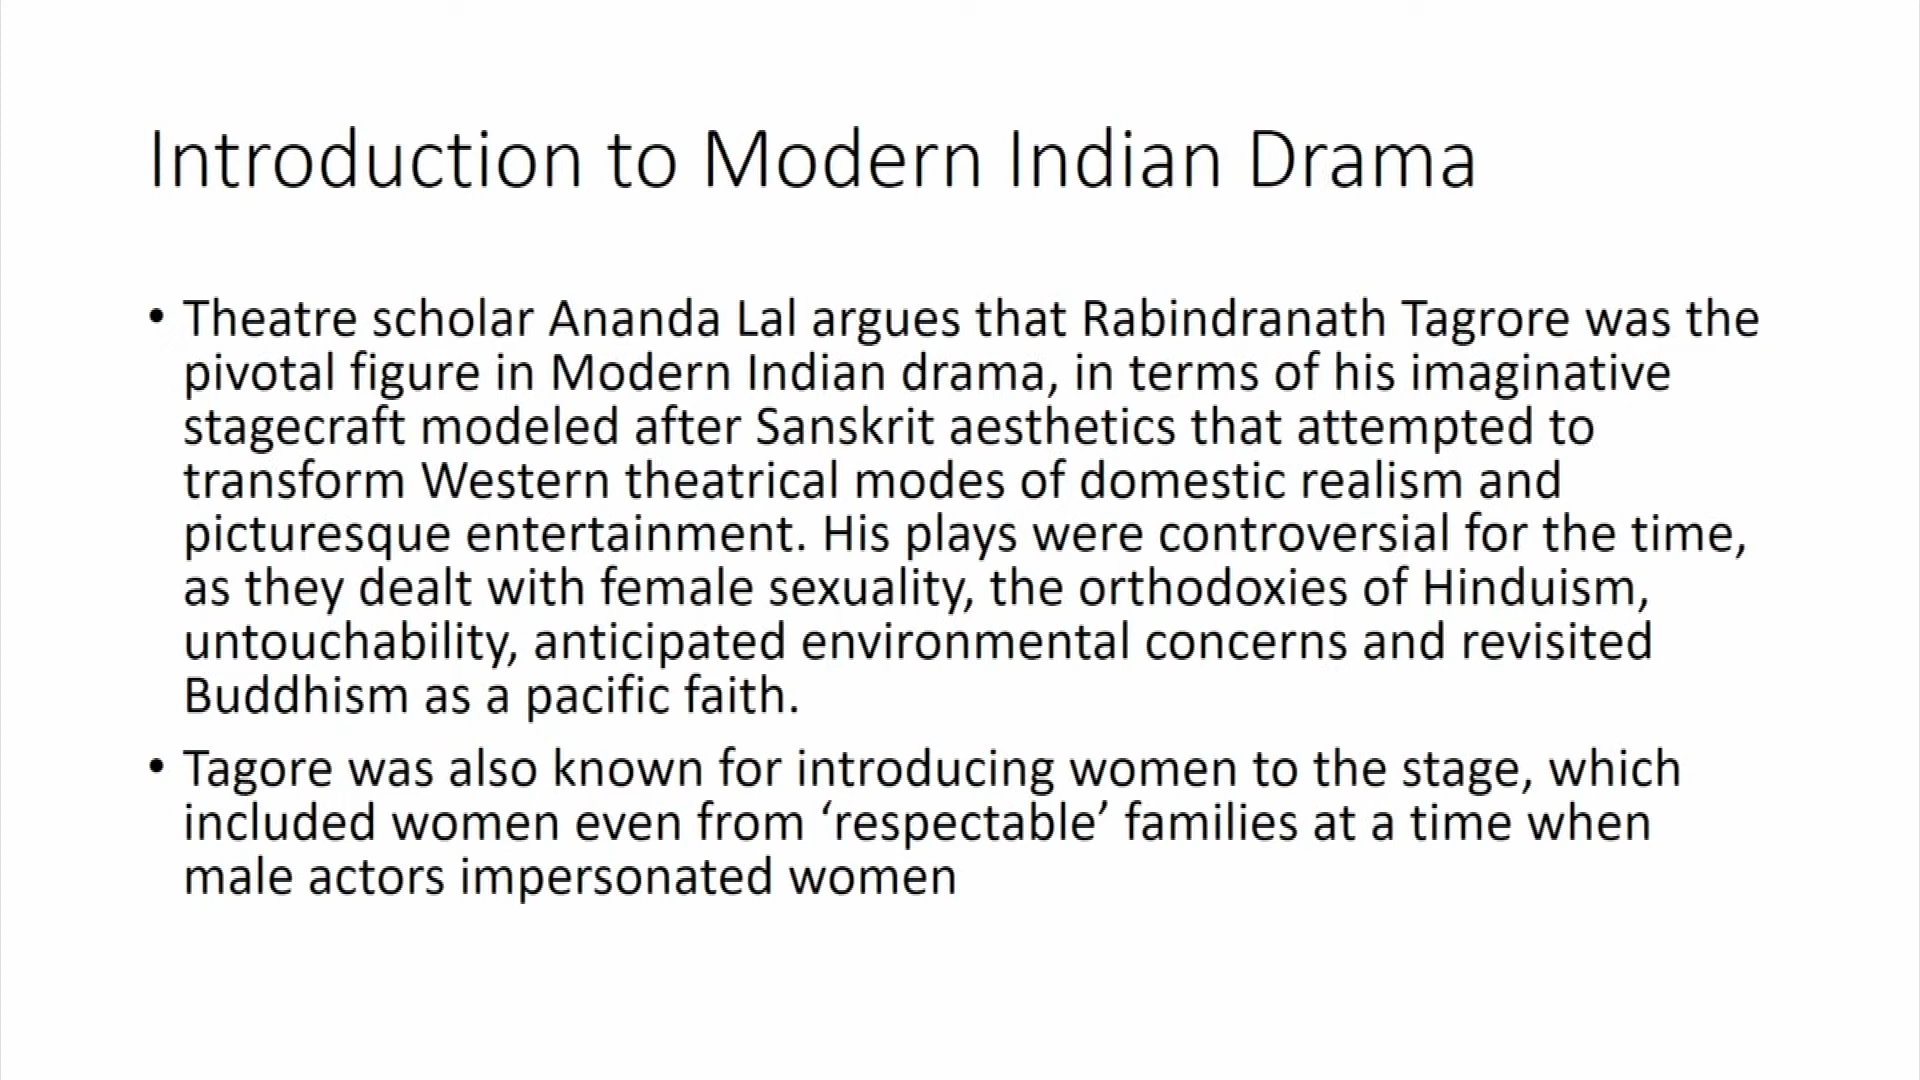 Introduction to Modern Indian Drama
• Theatre scholar Ananda Lal argues that Rabindranath Tagrore was the
pivotal figure in Modern Indian drama, in terms of his imaginative
stagecraft modeled after Sanskrit aesthetics that attempted to
transform Western theatrical modes of domestic realism and
picturesque entertainment. His plays were controversial for the time,
as they dealt with female sexuality, the orthodoxies of Hinduism,
untouchability, anticipated environmental concerns and revisited
Buddhism as a pacific faith.
• Tagore was also known for introducing women to the stage, which
included women even from ‘respectable’ families at a time when
male actors impersonated women